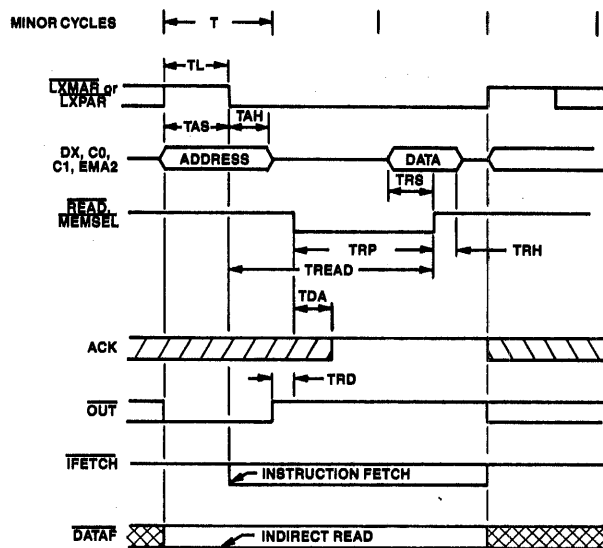 MINOR CYCLES
T
TL
LXMAR or
LXPAR
TAS
TAH
DX, C0,
C1, EMA2
ADDRESS
DATA
TRS
READ,
MEMSEL
TRP
TRH
TREAD
TDA
ACK
TRD
OUT
IFETCH
INSTRUCTION FETCH
DATAF
INDIRECT READ